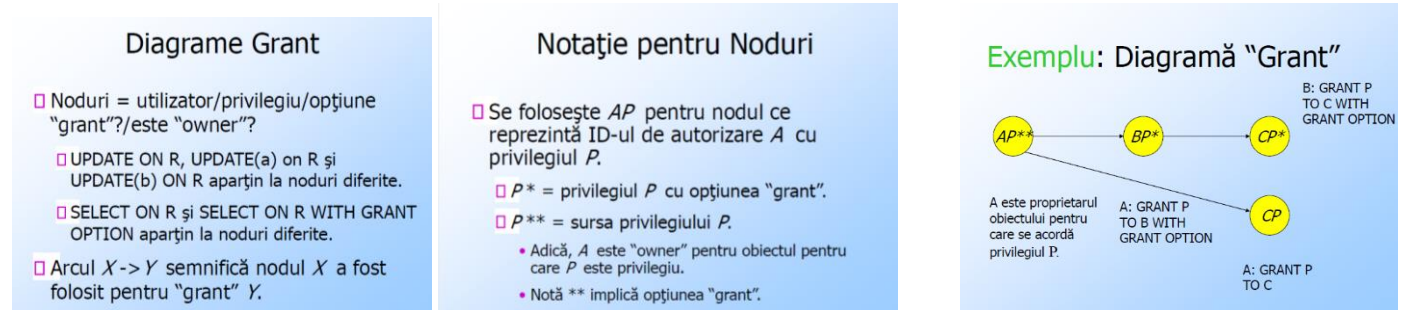 Diagrame Grant
Noduri = utilizator/privilegiu/opţiune
"grant"?/este "owner"?
UPDATE ON R, UPDATE(a) on R şi
UPDATE(b) ON R aparţin la noduri diferite.
SELECT ON R şi SELECT ON R WITH GRANT
OPTION aparţin la noduri diferite.
Arcul X -> Y semnifică nodul X a fost
folosit pentru "grant" Y.
Notaţie pentru Noduri
Se foloseşte AP pentru nodul ce
reprezintă ID-ul de autorizare A cu
privilegiul P.
P * = privilegiul P cu opţiunea "grant".
P ** = sursa privilegiului P.
• Adică, A este "owner" pentru obiectul pentru
care P este privilegiu.
• Notă ** implică opţiunea "grant".
Exemplu: Diagramă "Grant"
B: GRANT P
TO C WITH
GRANT OPTION
AP**
BP*
CP*
A este proprietarul
obiectului pentru
care se acordă
privilegiul P.
A: GRANT P
TO B WITH
GRANT OPTION
CP
A: GRANT P
TO C